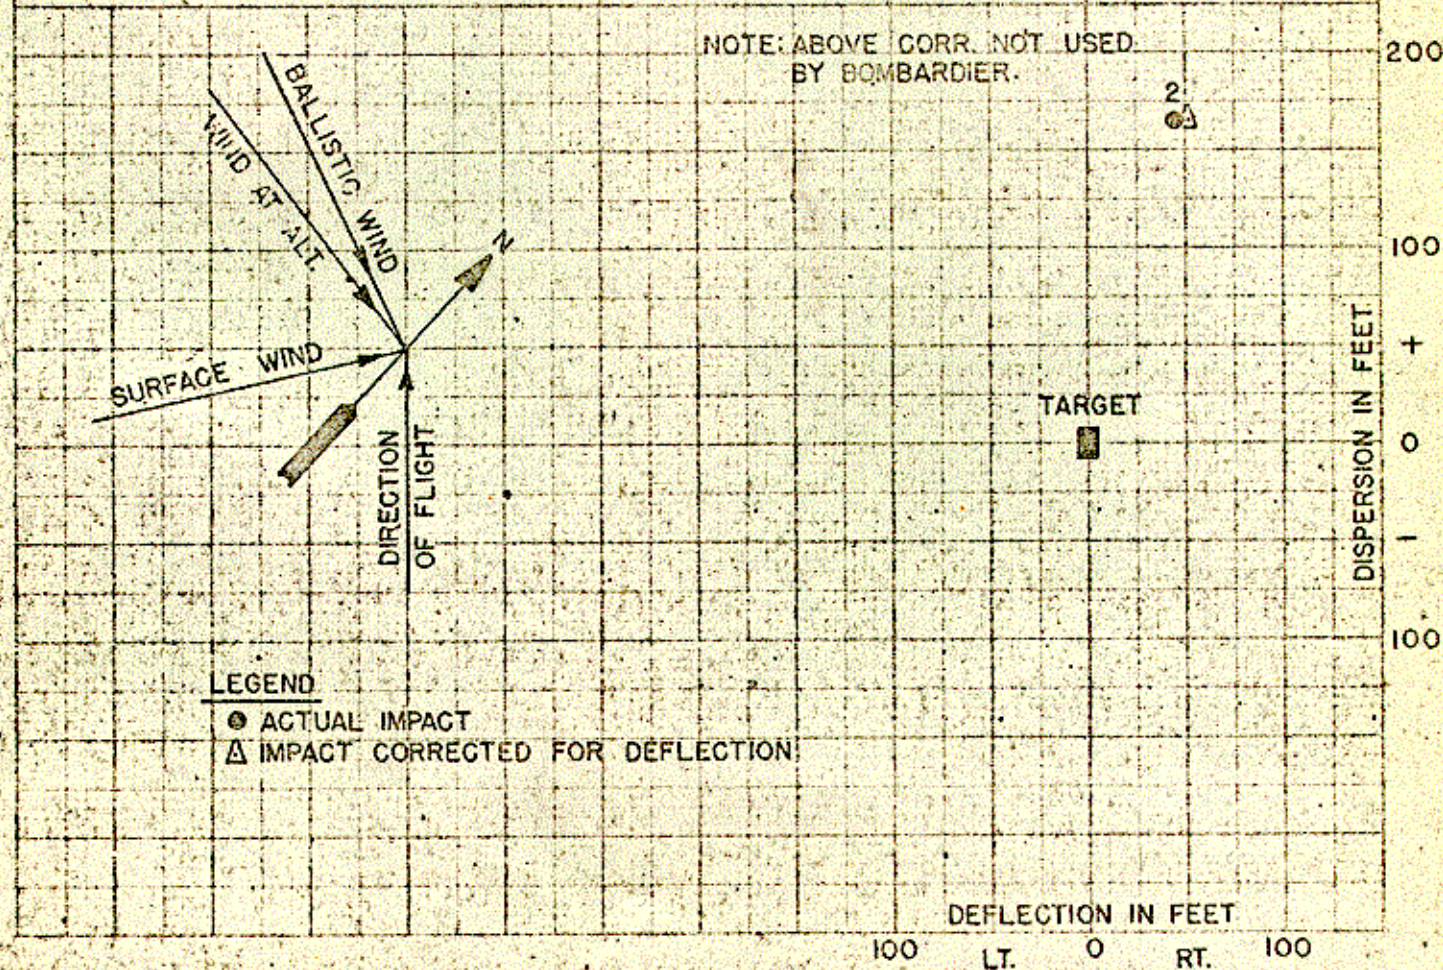 NOTE: ABOVE CORR. NOT USED
BY BOMBARDIER.
200
2
BALLISTIC WIND
WIND AT ALT.
N
100
SURFACE WIND
+
TARGET
0
DIRECTION
OF FLIGHT
DISPERSION IN FEET
-
100
LEGEND
ACTUAL IMPACT
IMPACT CORRECTED FOR DEFLECTION
DEFLECTION IN FEET
100 LT. 0 RT. 100